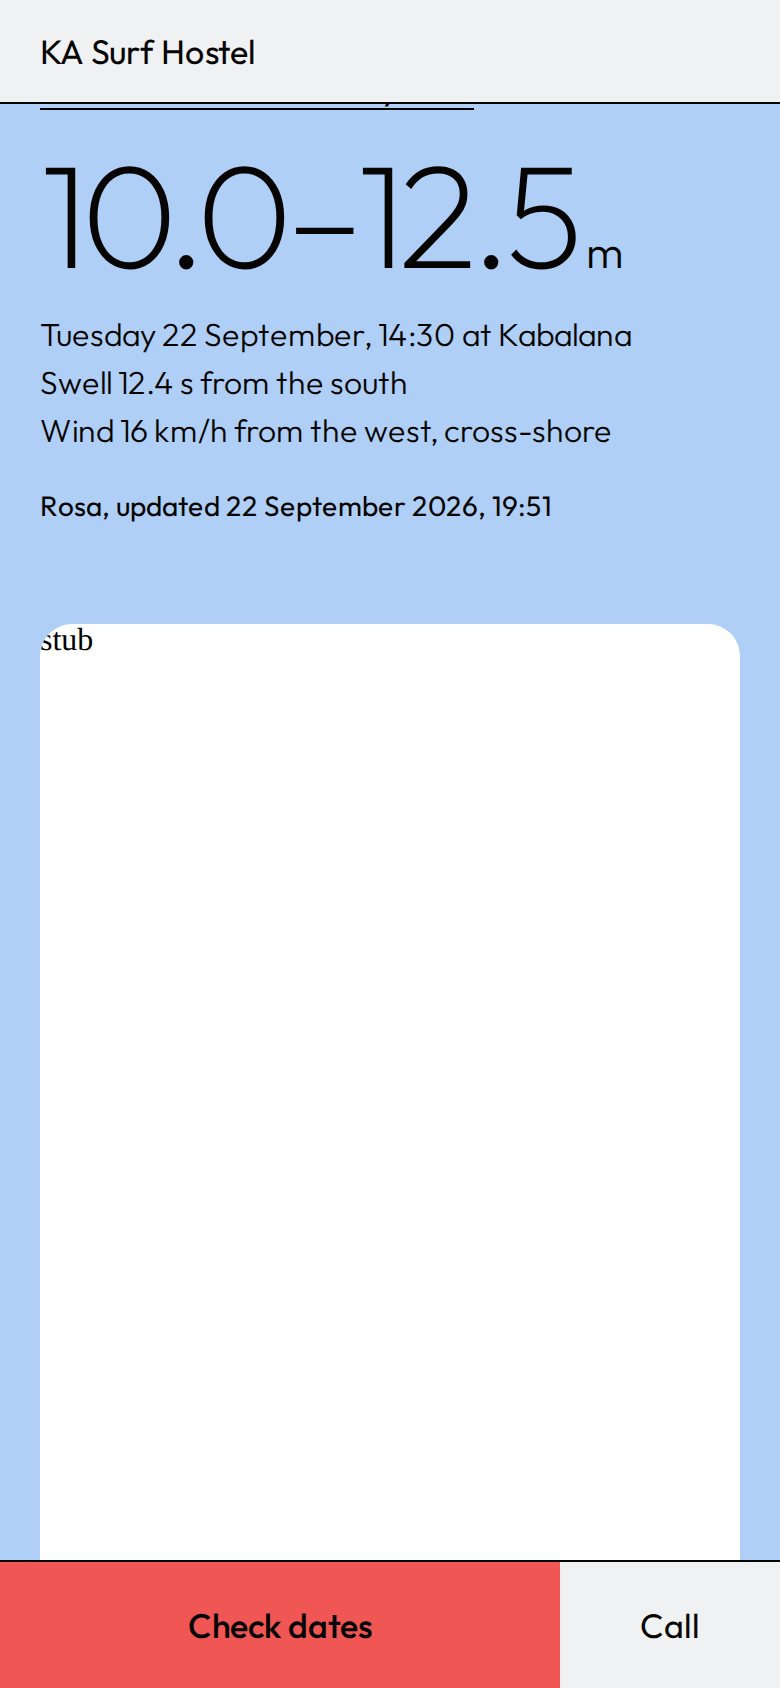 KA Surf Hostel
10.0–12.5 m
Tuesday 22 September, 14:30 at Kabalana
Swell 12.4 s from the south
Wind 16 km/h from the west, cross-shore
Rosa, updated 22 September 2026, 19:51
stub
Check dates
Call